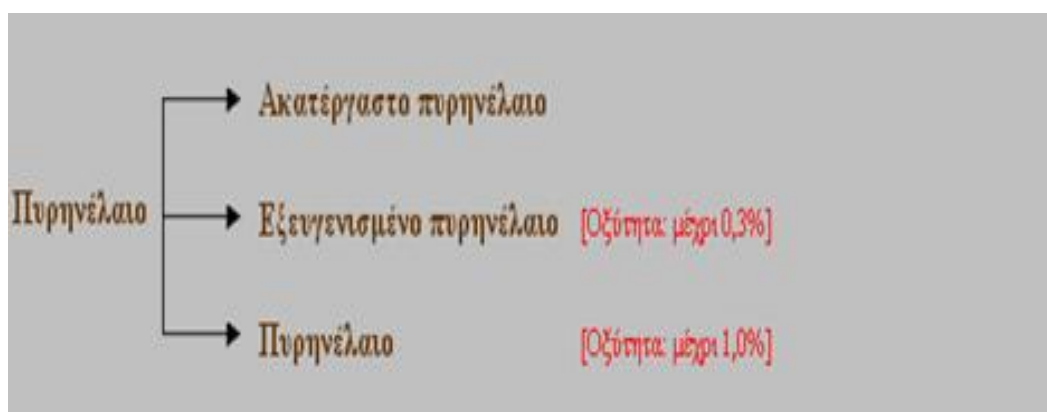 Ακατέργαστο πυρηνέλαιο
Πυρηνέλαιο
Εξευγενισμένο πυρηνέλαιο [Οξύτητα: μέχρι 0,3%]
Πυρηνέλαιο [Οξύτητα: μέχρι 1,0%]